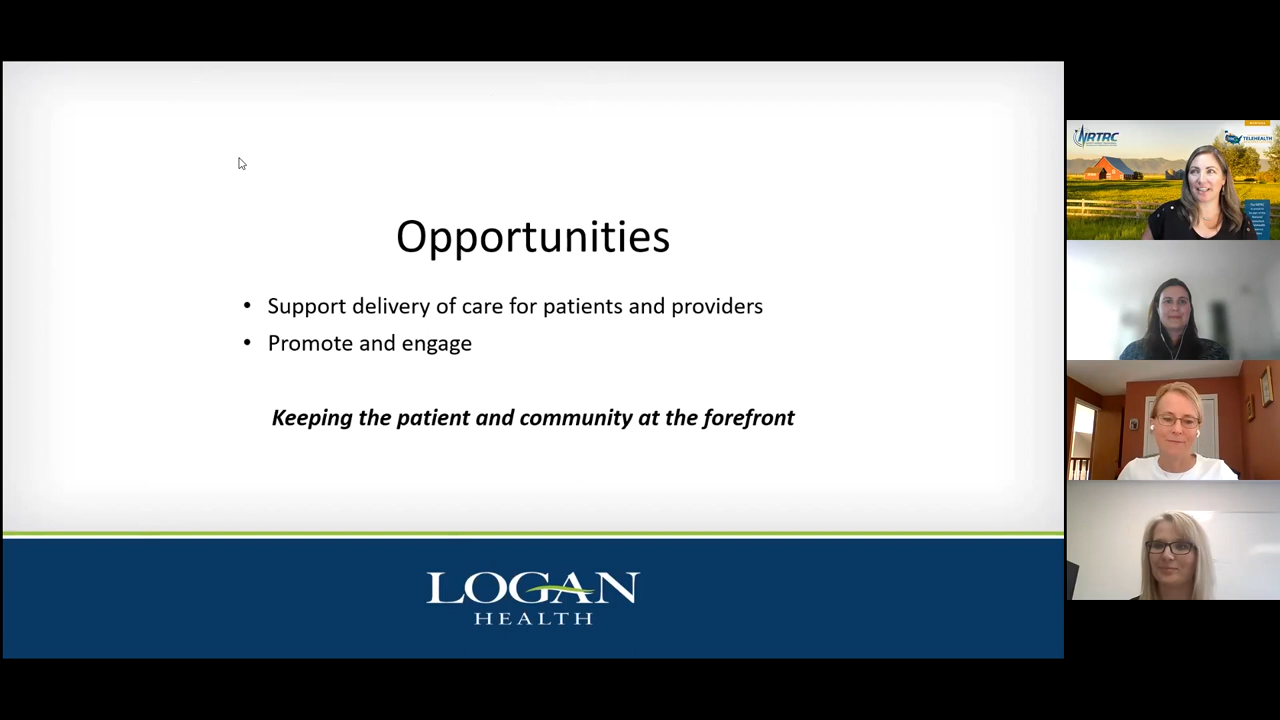 Opportunities
• Support delivery of care for patients and providers
• Promote and engage
Keeping the patient and community at the forefront
LOGAN
HEALTH
NRTRC
TELEHEALTH